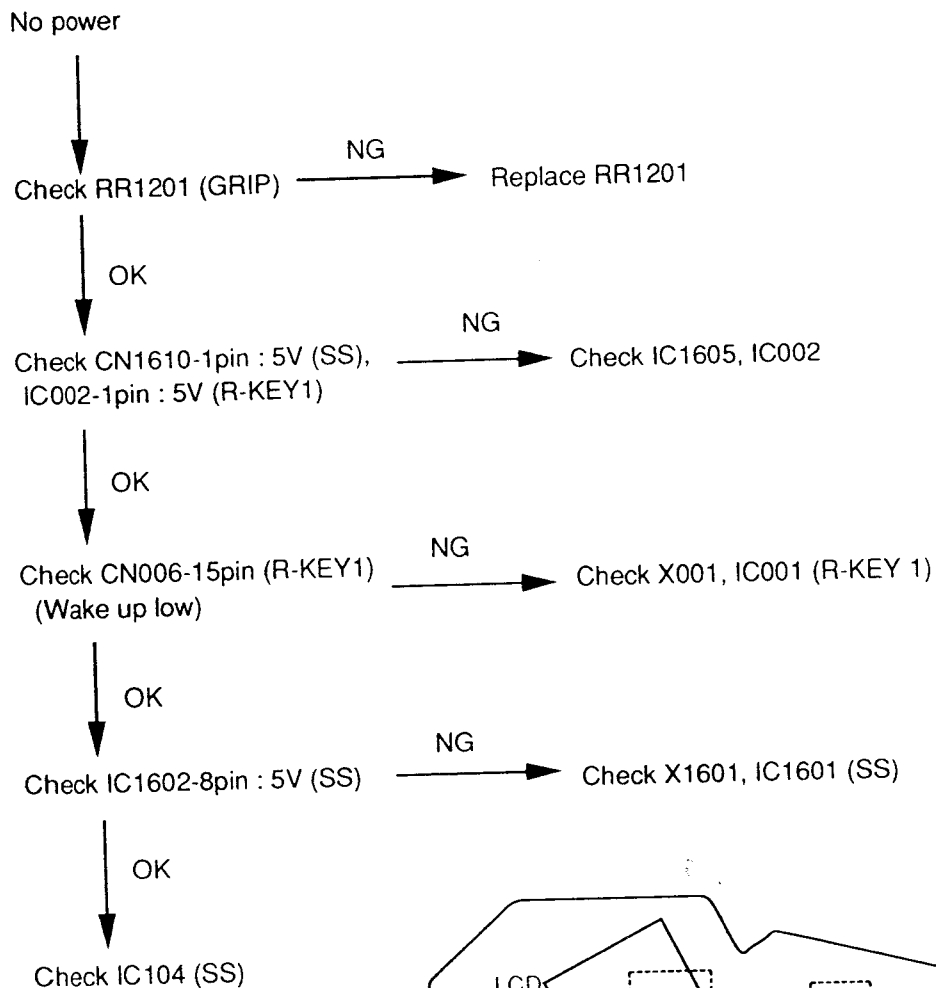 No power
NG
Check RR1201 (GRIP)
Replace RR1201
OK
NG
Check CN1610-1pin : 5V (SS),
IC002-1pin : 5V (R-KEY1)
Check IC1605, IC002
OK
NG
Check CN006-15pin (R-KEY1)
(Wake up low)
Check X001, IC001 (R-KEY 1)
OK
NG
Check IC1602-8pin : 5V (SS)
Check X1601, IC1601 (SS)
OK
Check IC104 (SS)
LCD